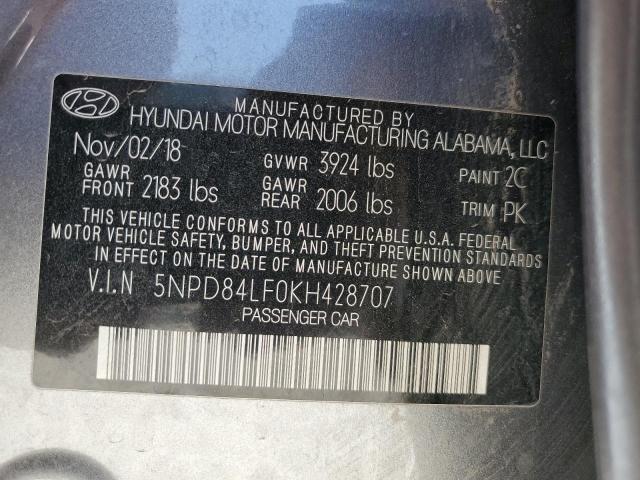 MANUFACTURED BY
HYUNDAI MOTOR MANUFACTURING ALABAMA, LLC
Nov/02/18 GVWR 3924 lbs PAINT 2C
GAWR FRONT 2183 lbs GAWR REAR 2006 lbs TRIM PK
THIS VEHICLE CONFORMS TO ALL APPLICABLE U.S.A. FEDERAL
MOTOR VEHICLE SAFETY, BUMPER, AND THEFT PREVENTION STANDARDS
IN EFFECT ON THE DATE OF MANUFACTURE SHOWN ABOVE.
V.I.N 5NPD84LF0KH428707
PASSENGER CAR